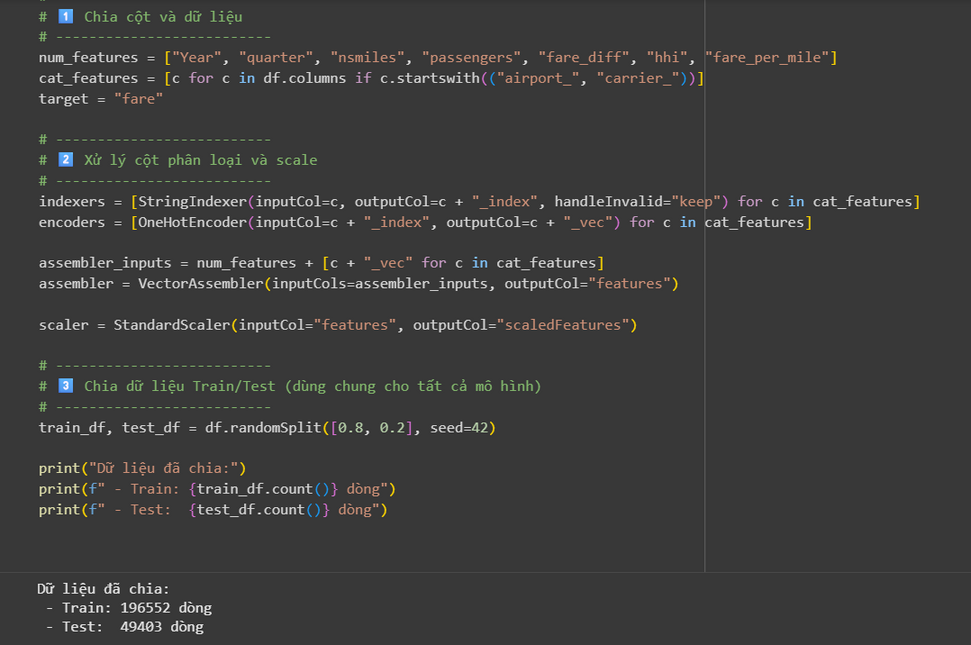 # 1️⃣ Chia cột và dữ liệu
# --------------------------
num_features = ["Year", "quarter", "nsmiles", "passengers", "fare_diff", "hhi", "fare_per_mile"]
cat_features = [c for c in df.columns if c.startswith(("airport_", "carrier_"))]
target = "fare"
# --------------------------
# 2️⃣ Xử lý cột phân loại và scale
# --------------------------
indexers = [StringIndexer(inputCol=c, outputCol=c + "_index", handleInvalid="keep") for c in cat_features]
encoders = [OneHotEncoder(inputCol=c + "_index", outputCol=c + "_vec") for c in cat_features]
assembler_inputs = num_features + [c + "_vec" for c in cat_features]
assembler = VectorAssembler(inputCols=assembler_inputs, outputCol="features")
scaler = StandardScaler(inputCol="features", outputCol="scaledFeatures")
# --------------------------
# 3️⃣ Chia dữ liệu Train/Test (dùng chung cho tất cả mô hình)
# --------------------------
train_df, test_df = df.randomSplit([0.8, 0.2], seed=42)
print("Dữ liệu đã chia:")
print(f" - Train: {train_df.count()} dòng")
print(f" - Test:  {test_df.count()} dòng")
Dữ liệu đã chia:
 - Train: 196552 dòng
 - Test:  49403 dòng